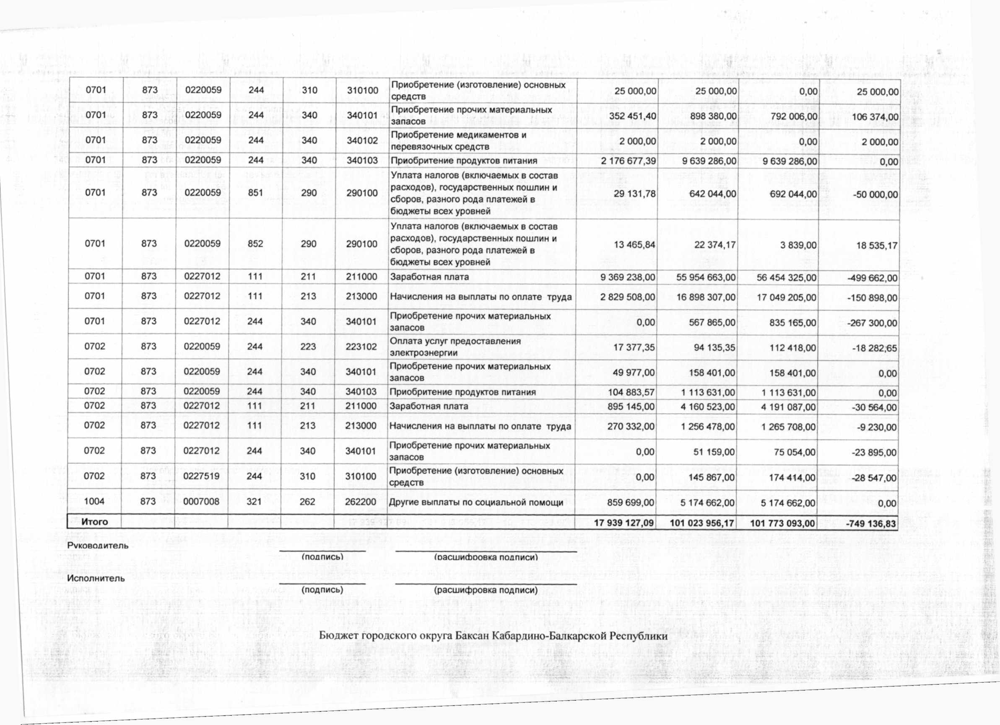 0701 873 0220059 244 310 310100 Приобретение (изготовление) основных
средств 25 000,00 25 000,00 0,00 25 000,00
0701 873 0220059 244 340 340101 Приобретение прочих материальных
запасов 352 451,40 898 380,00 792 006,00 106 374,00
0701 873 0220059 244 340 340102 Приобретение медикаментов и
перевязочных средств 2 000,00 2 000,00 0,00 2 000,00
0701 873 0220059 244 340 340103 Приобритение продуктов питания 2 176 677,39 9 639 286,00 9 639 286,00 0,00
0701 873 0220059 851 290 290100 Уплата налогов (включаемых в состав
расходов), государственных пошлин и
сборов, разного рода платежей в
бюджеты всех уровней 29 131,78 642 044,00 692 044,00 -50 000,00
0701 873 0220059 852 290 290100 Уплата налогов (включаемых в состав
расходов), государственных пошлин и
сборов, разного рода платежей в
бюджеты всех уровней 13 465,84 22 374,17 3 839,00 18 535,17
0701 873 0227012 111 211 211000 Заработная плата 9 369 238,00 55 954 663,00 56 454 325,00 -499 662,00
0701 873 0227012 111 213 213000 Начисления на выплаты по оплате труда 2 829 508,00 16 898 307,00 17 049 205,00 -150 898,00
0701 873 0227012 244 340 340101 Приобретение прочих материальных
запасов 0,00 567 865,00 835 165,00 -267 300,00
0702 873 0220059 244 223 223102 Оплата услуг предоставления
электроэнергии 17 377,35 94 135,35 112 418,00 -18 282,65
0702 873 0220059 244 340 340101 Приобретение прочих материальных
запасов 49 977,00 158 401,00 158 401,00 0,00
0702 873 0220059 244 340 340103 Приобритение продуктов питания 104 883,57 1 113 631,00 1 113 631,00 0,00
0702 873 0227012 111 211 211000 Заработная плата 895 145,00 4 160 523,00 4 191 087,00 -30 564,00
0702 873 0227012 111 213 213000 Начисления на выплаты по оплате труда 270 332,00 1 256 478,00 1 265 708,00 -9 230,00
0702 873 0227012 244 340 340101 Приобретение прочих материальных
запасов 0,00 51 159,00 75 054,00 -23 895,00
0702 873 0227519 244 310 310100 Приобретение (изготовление) основных
средств 0,00 145 867,00 174 414,00 -28 547,00
1004 873 0007008 321 262 262200 Другие выплаты по социальной помощи 859 699,00 5 174 662,00 5 174 662,00 0,00
Итого 17 939 127,09 101 023 956,17 101 773 093,00 -749 136,83
Руководитель
(подпись) (расшифровка подписи)
Исполнитель
(подпись) (расшифровка подписи)
Бюджет городского округа Баксан Кабардино-Балкарской Республики